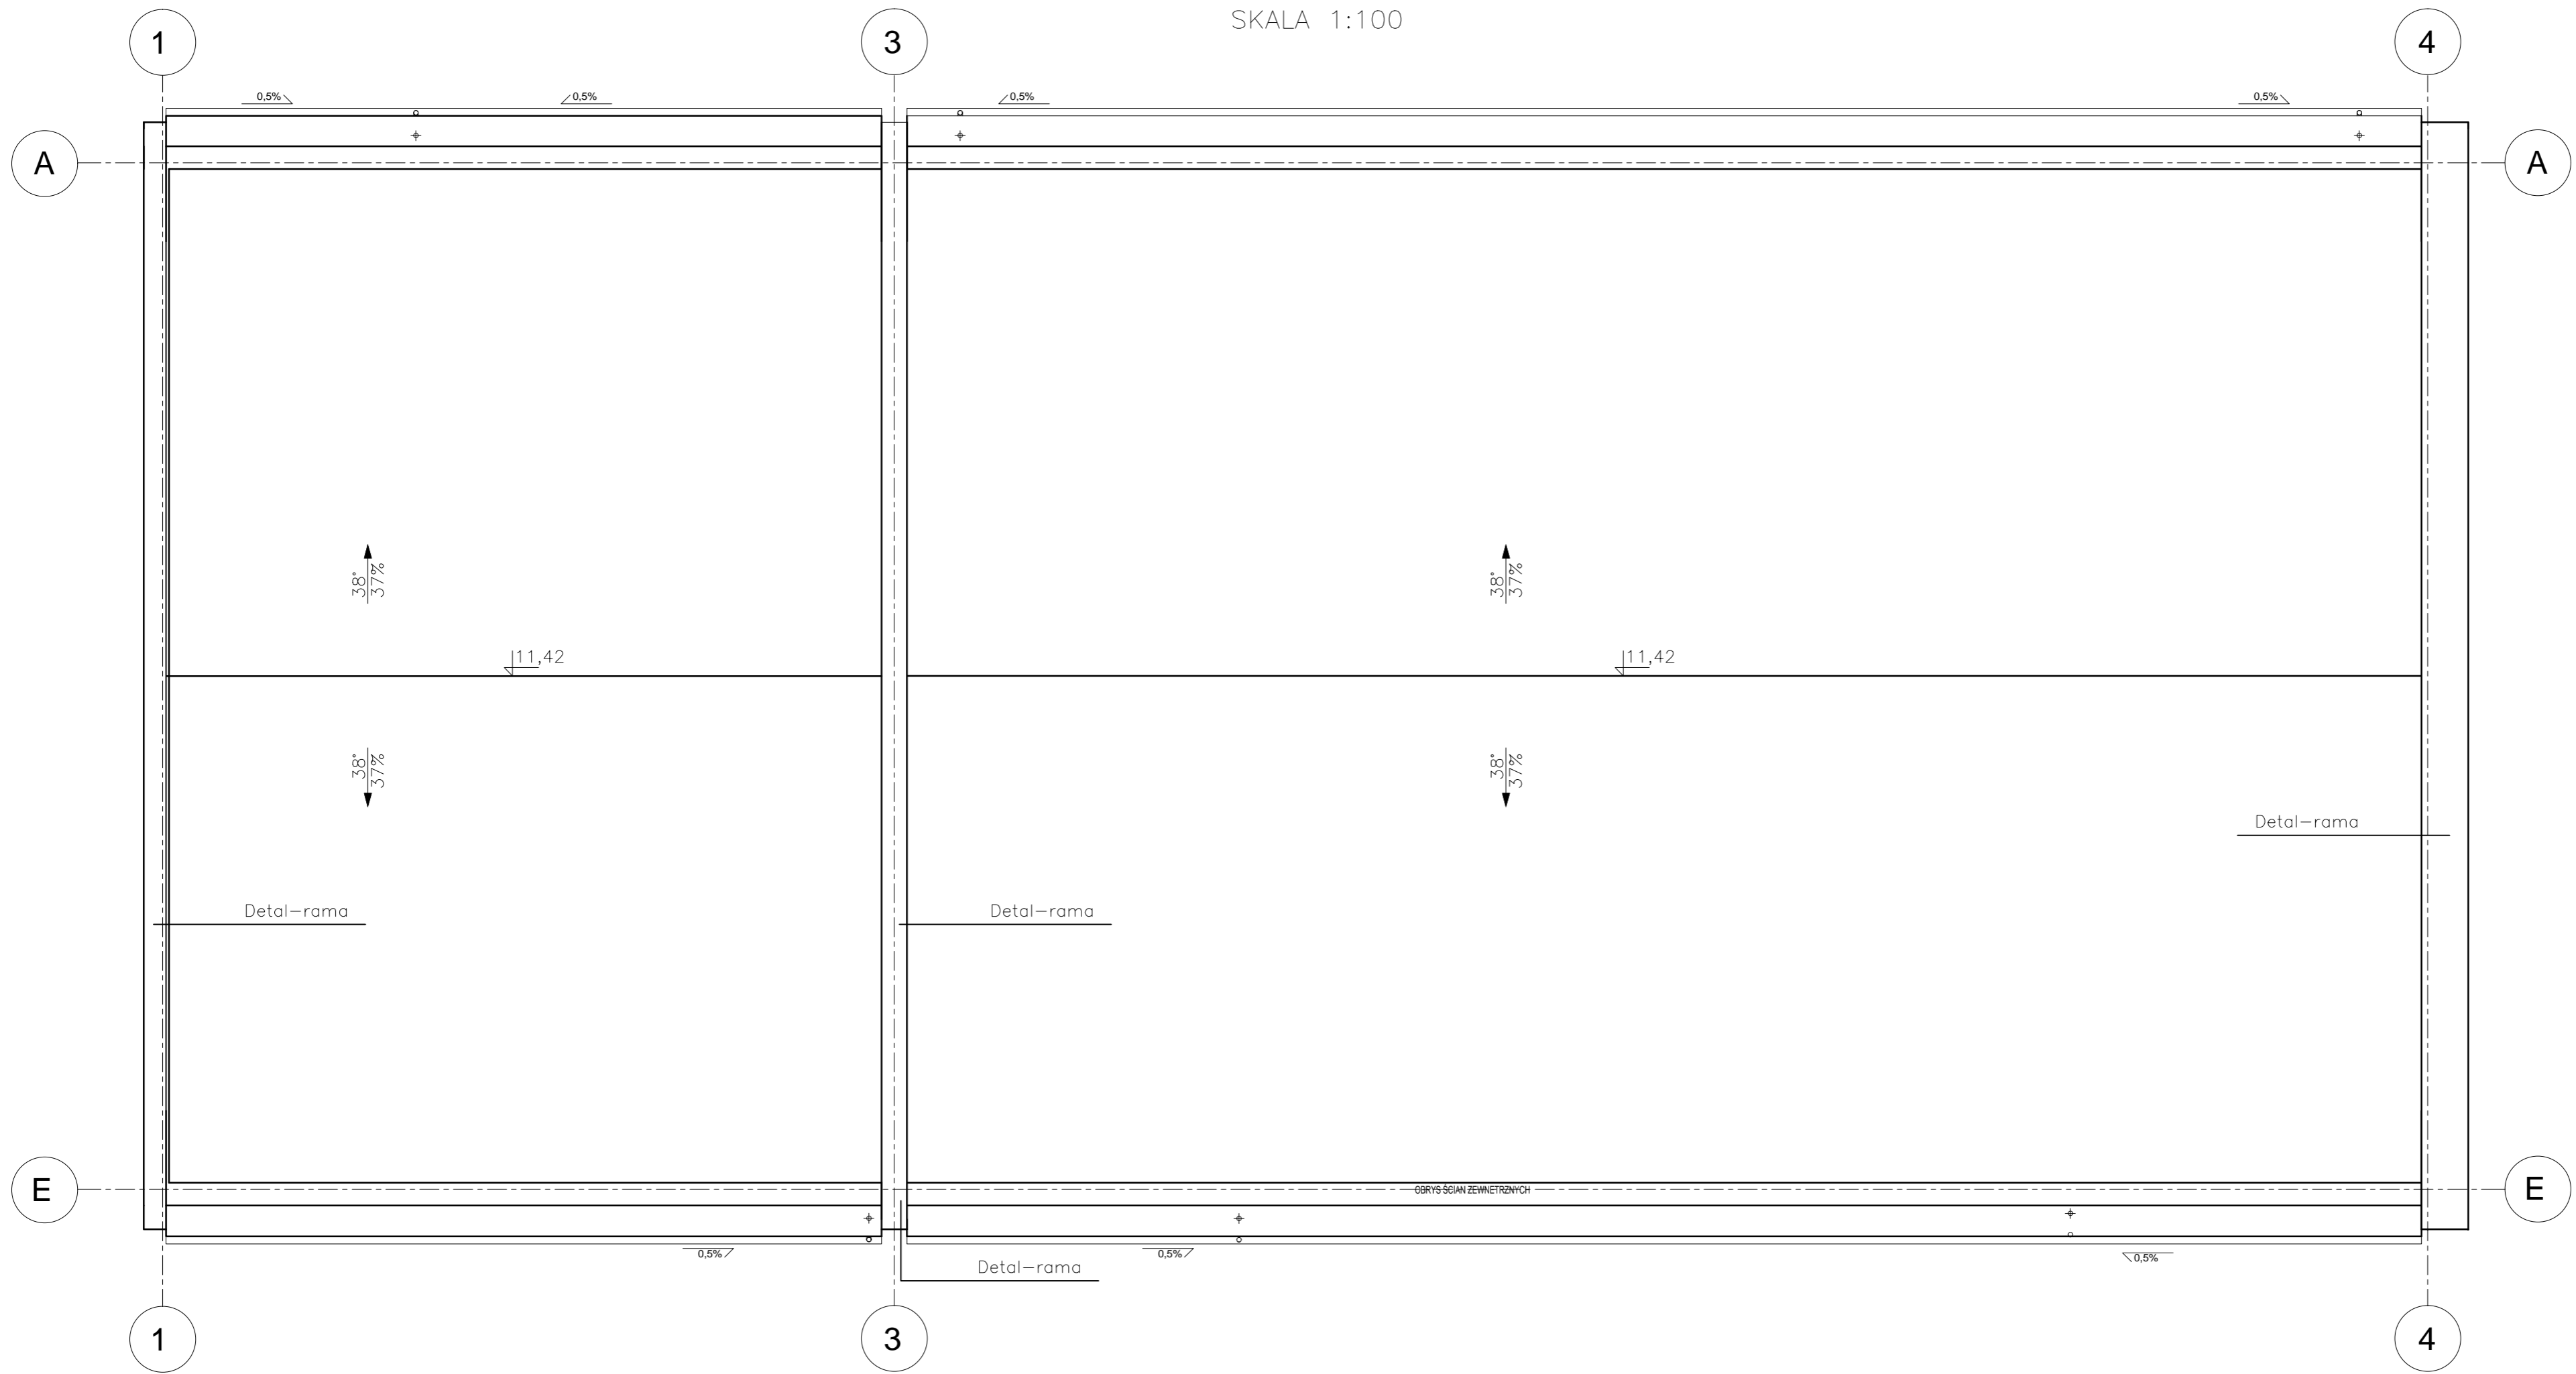 SKALA 1:100
1
3
4
0,5%
0,5%
0,5%
0,5%
A
A
38°
37%
38°
37%
11,42
11,42
38°
37%
38°
37%
Detal-rama
Detal-rama
Detal-rama
E
OBRYS ŚCIAN ZEWNETRZNYCH
E
0,5%
0,5%
0,5%
Detal-rama
1
3
4